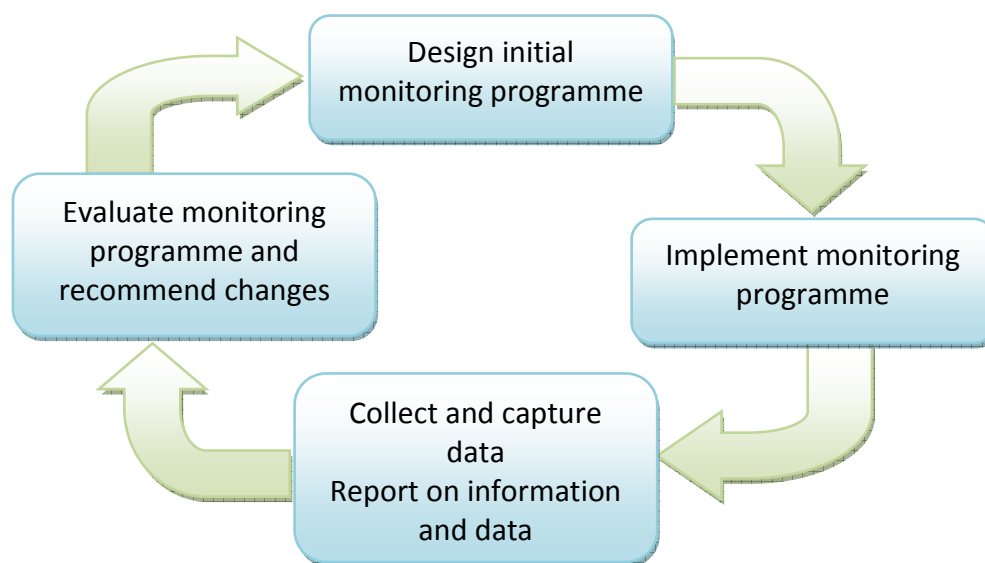 Design initial
monitoring programme
Implement monitoring
programme
Collect and capture
data
Report on information
and data
Evaluate monitoring
programme and
recommend changes